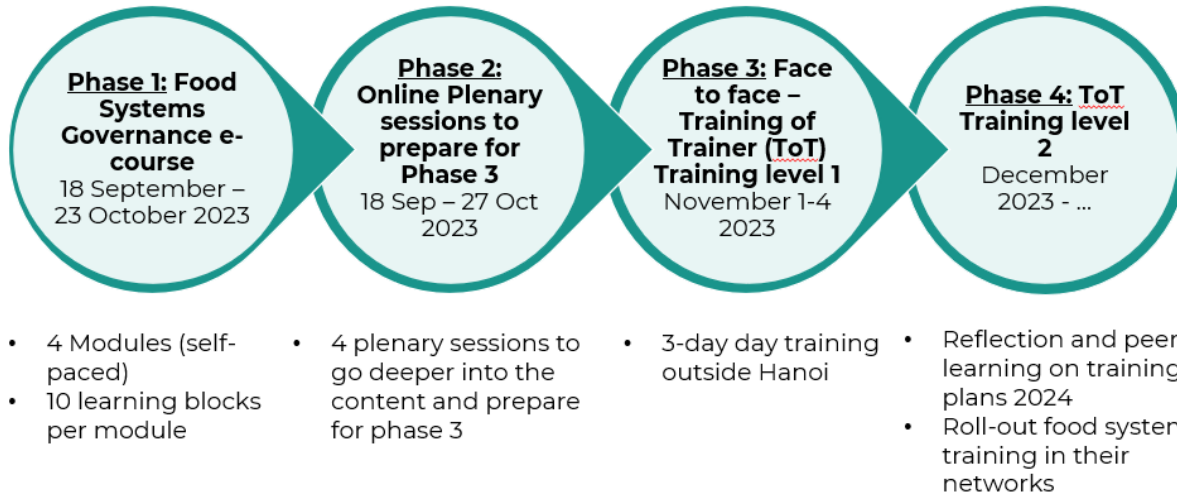 Phase 1: Food
Systems
Governance e-
course
18 September –
23 October 2023
Phase 2:
Online Plenary
sessions to
prepare for
Phase 3
18 Sep – 27 Oct
2023
Phase 3: Face
to face –
Training of
Trainer (ToT)
Training level 1
November 1-4
2023
Phase 4: ToT
Training level
2
December
2023 - ...
• 4 Modules (self-
paced)
• 10 learning blocks
per module
• 4 plenary sessions to
go deeper into the
content and prepare
for phase 3
• 3-day day training
outside Hanoi
• Reflection and peer
learning on training
plans 2024
• Roll-out food system
training in their
networks